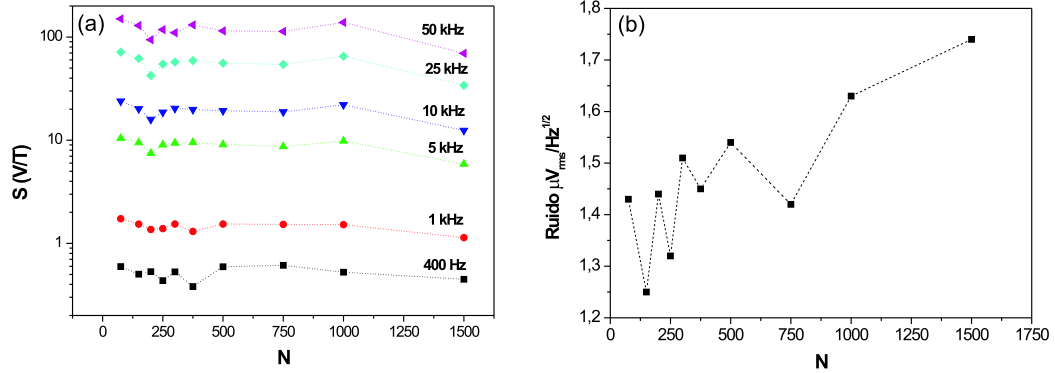 (a)
S (V/T)
100
10
1
50 kHz
25 kHz
10 kHz
5 kHz
1 kHz
400 Hz
0 250 500 750 1000 1250 1500
N
(b)
Ruido μVrms/Hz1/2
1,8
1,7
1,6
1,5
1,4
1,3
1,2
0 250 500 750 1000 1250 1500 1750
N